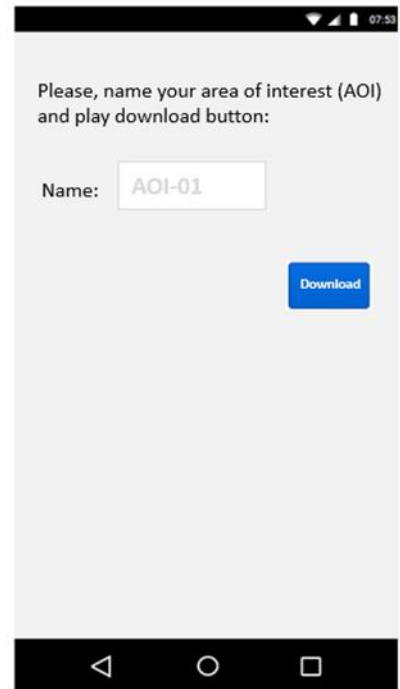 07:53
Please, name your area of interest (AOI)
and play download button:
Name: AOI-01
Download